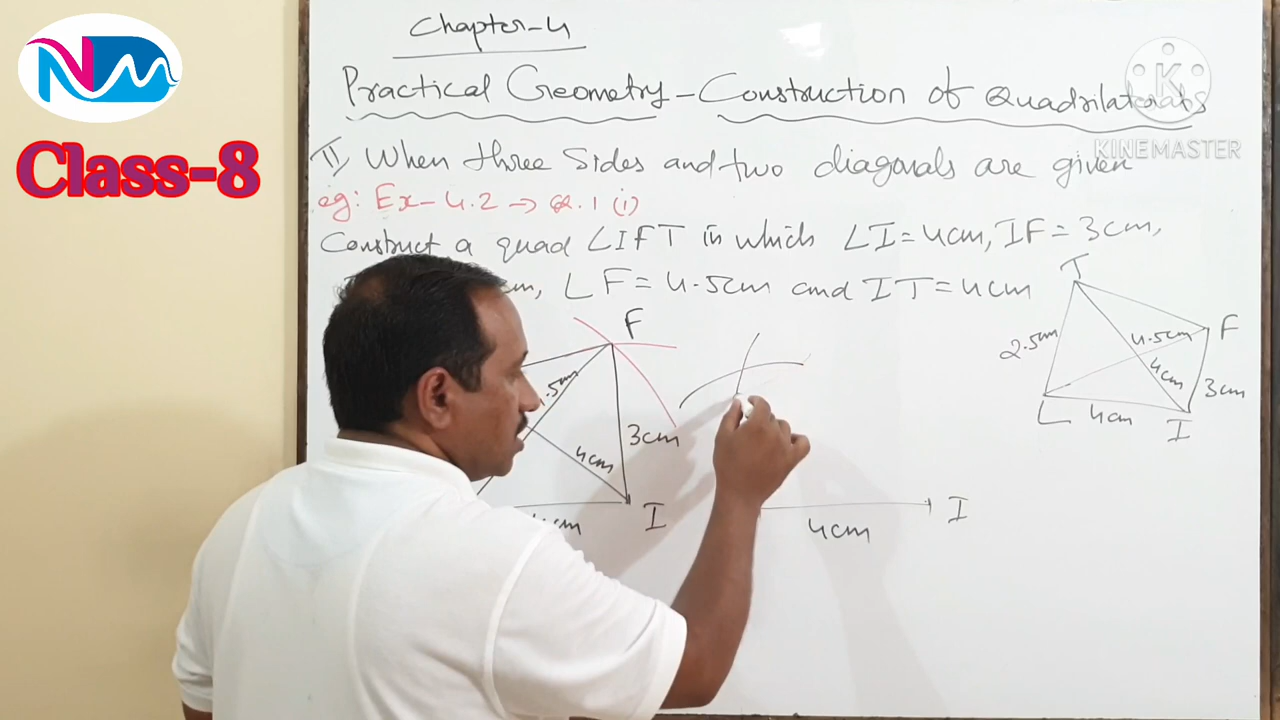 NM
Class-8
Chapter-4
Practical Geometry - Construction of Quadrilaterals
KINEMASTER
II, When three sides and two diagonals are given
eg: Ex-4.2 → Q.1 (i)
Construct a quad LIFT in which LI=4cm, IF=3cm,
LF=4.5cm and IT=4cm
F
.5cm
4cm
3cm
I
4cm
I
T
2.5cm
4.5cm
F
4cm
3cm
L
4cm
I